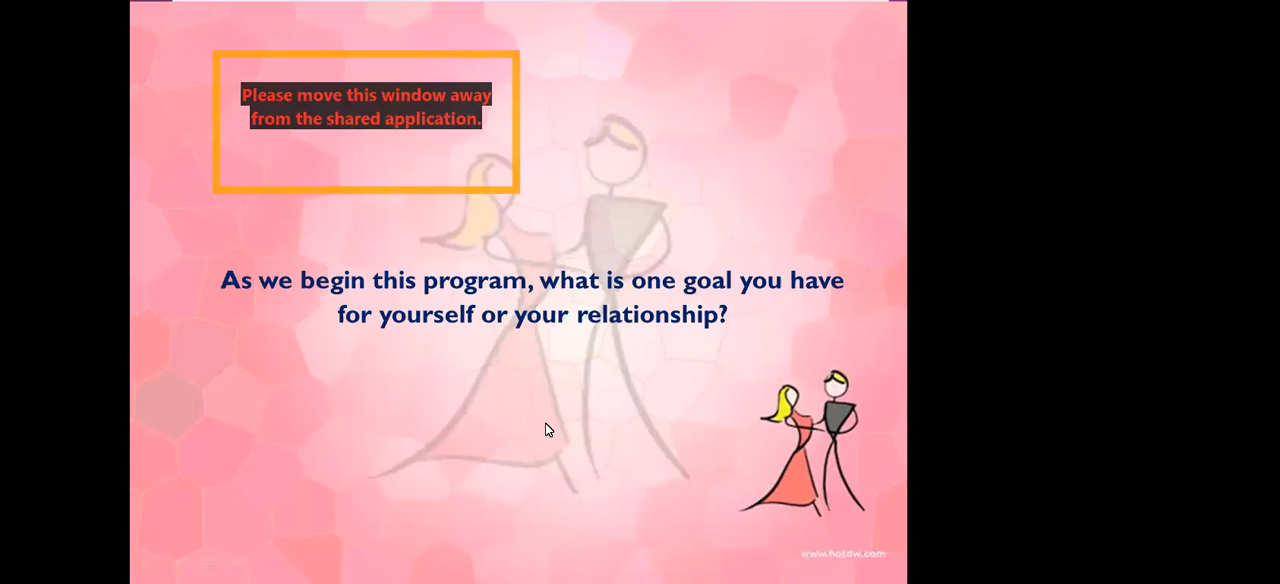 Please move this window away
from the shared application.
As we begin this program, what is one goal you have
for yourself or your relationship?
www.hotdw.com